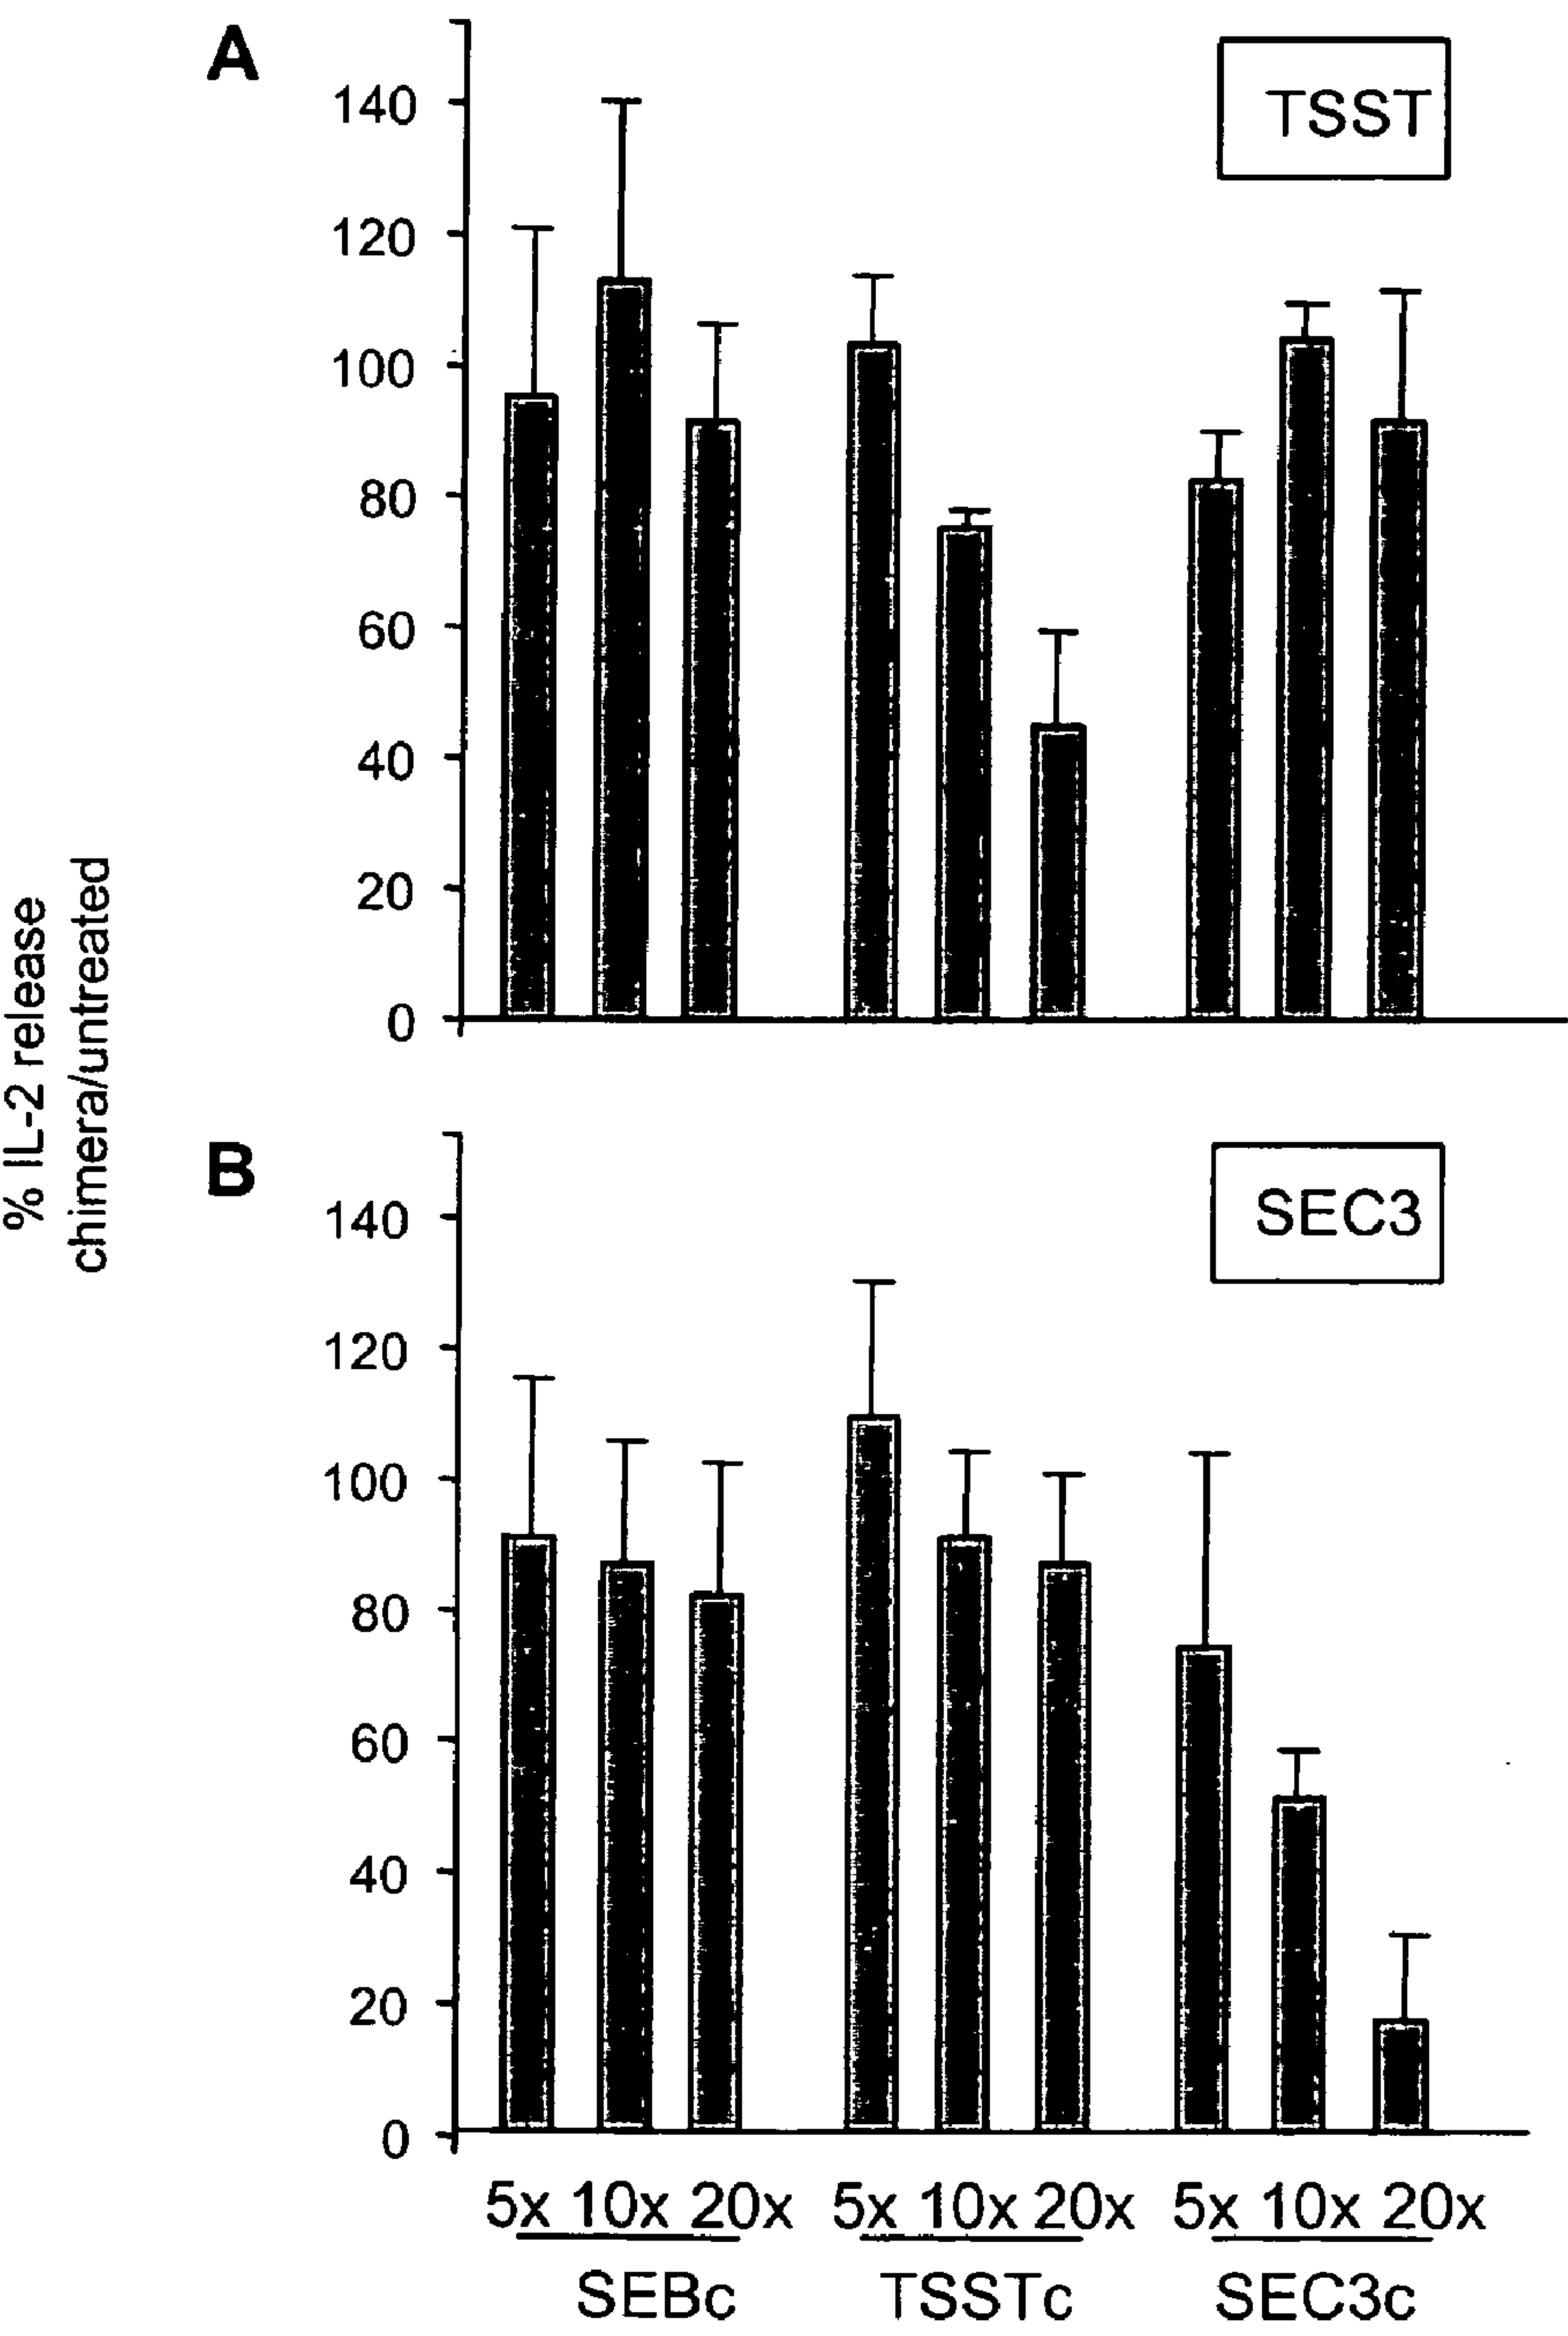 A
TSST
140
120
100
80
60
40
20
0
% IL-2 release
chimera/untreated
B
SEC3
140
120
100
80
60
40
20
0
5x 10x 20x 5x 10x 20x 5x 10x 20x
SEBc TSSTc SEC3c